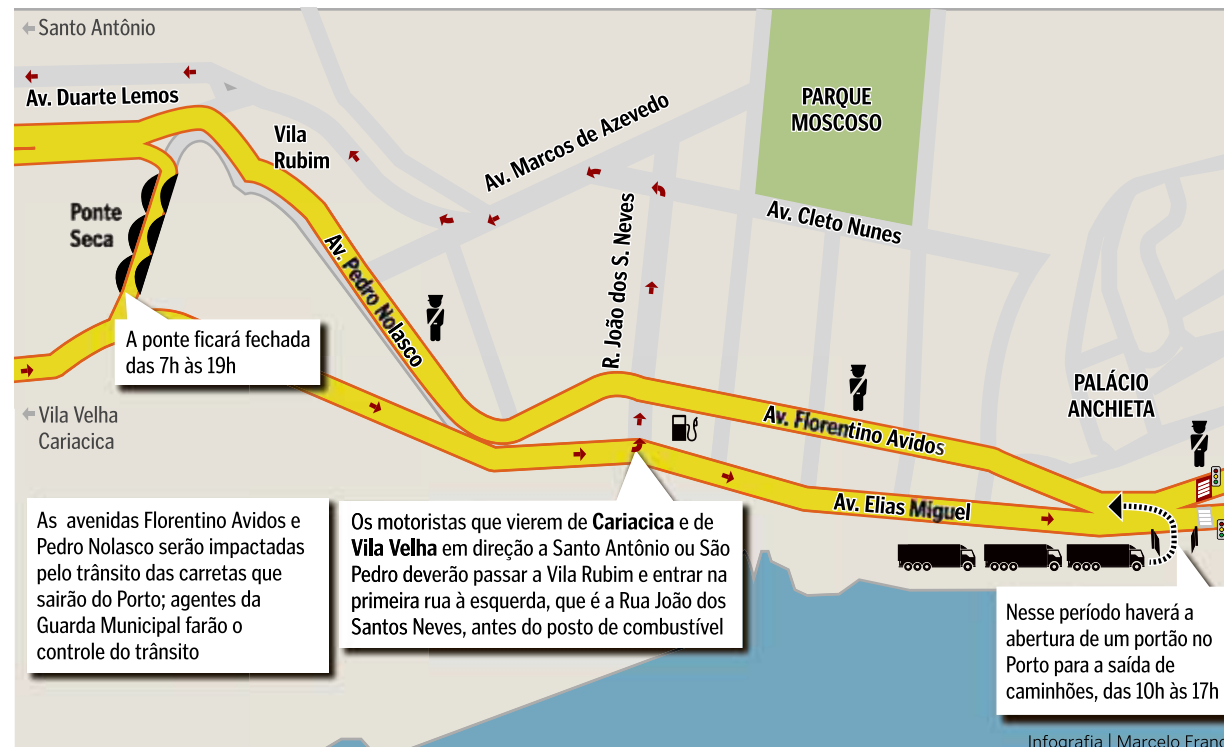 Santo Antônio
Av. Duarte Lemos
Vila
Rubim
Av. Marcos de Azevedo
PARQUE
MOSCOSO
Ponte
Seca
Av. Cleto Nunes
R. João dos S. Neves
Av. Pedro Nolasco
A ponte ficará fechada
das 7h às 19h
Vila Velha
Cariacica
PALÁCIO
ANCHIETA
Av. Florentino Avidos
Av. Elias Miguel
As avenidas Florentino Avidos e
Pedro Nolasco serão impactadas
pelo trânsito das carretas que
sairão do Porto; agentes da
Guarda Municipal farão o
controle do trânsito
Os motoristas que vierem de Cariacica e de
Vila Velha em direção a Santo Antônio ou São
Pedro deverão passar a Vila Rubim e entrar na
primeira rua à esquerda, que é a Rua João dos
Santos Neves, antes do posto de combustível
Nesse período haverá a
abertura de um portão no
Porto para a saída de
caminhões, das 10h às 17h
Infografia | Marcelo Franc